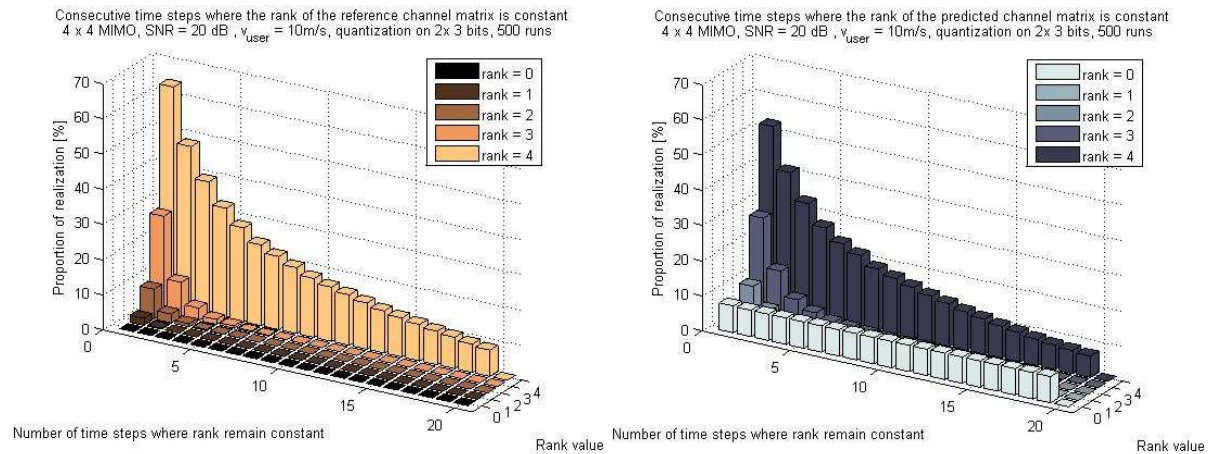 Consecutive time steps where the rank of the reference channel matrix is constant
4 x 4 MIMO, SNR = 20 dB , v_user = 10m/s, quantization on 2x 3 bits, 500 runs
70
60
50
40
30
20
10
0
Proportion of realization [%]
rank = 0
rank = 1
rank = 2
rank = 3
rank = 4
0
5
10
15
20
0
1
2
3
4
Number of time steps where rank remain constant
Rank value
Consecutive time steps where the rank of the predicted channel matrix is constant
4 x 4 MIMO, SNR = 20 dB , v_user = 10m/s, quantization on 2x 3 bits, 500 runs
70
60
50
40
30
20
10
0
Proportion of realization [%]
rank = 0
rank = 1
rank = 2
rank = 3
rank = 4
0
5
10
15
20
0
1
2
3
4
Number of time steps where rank remain constant
Rank value